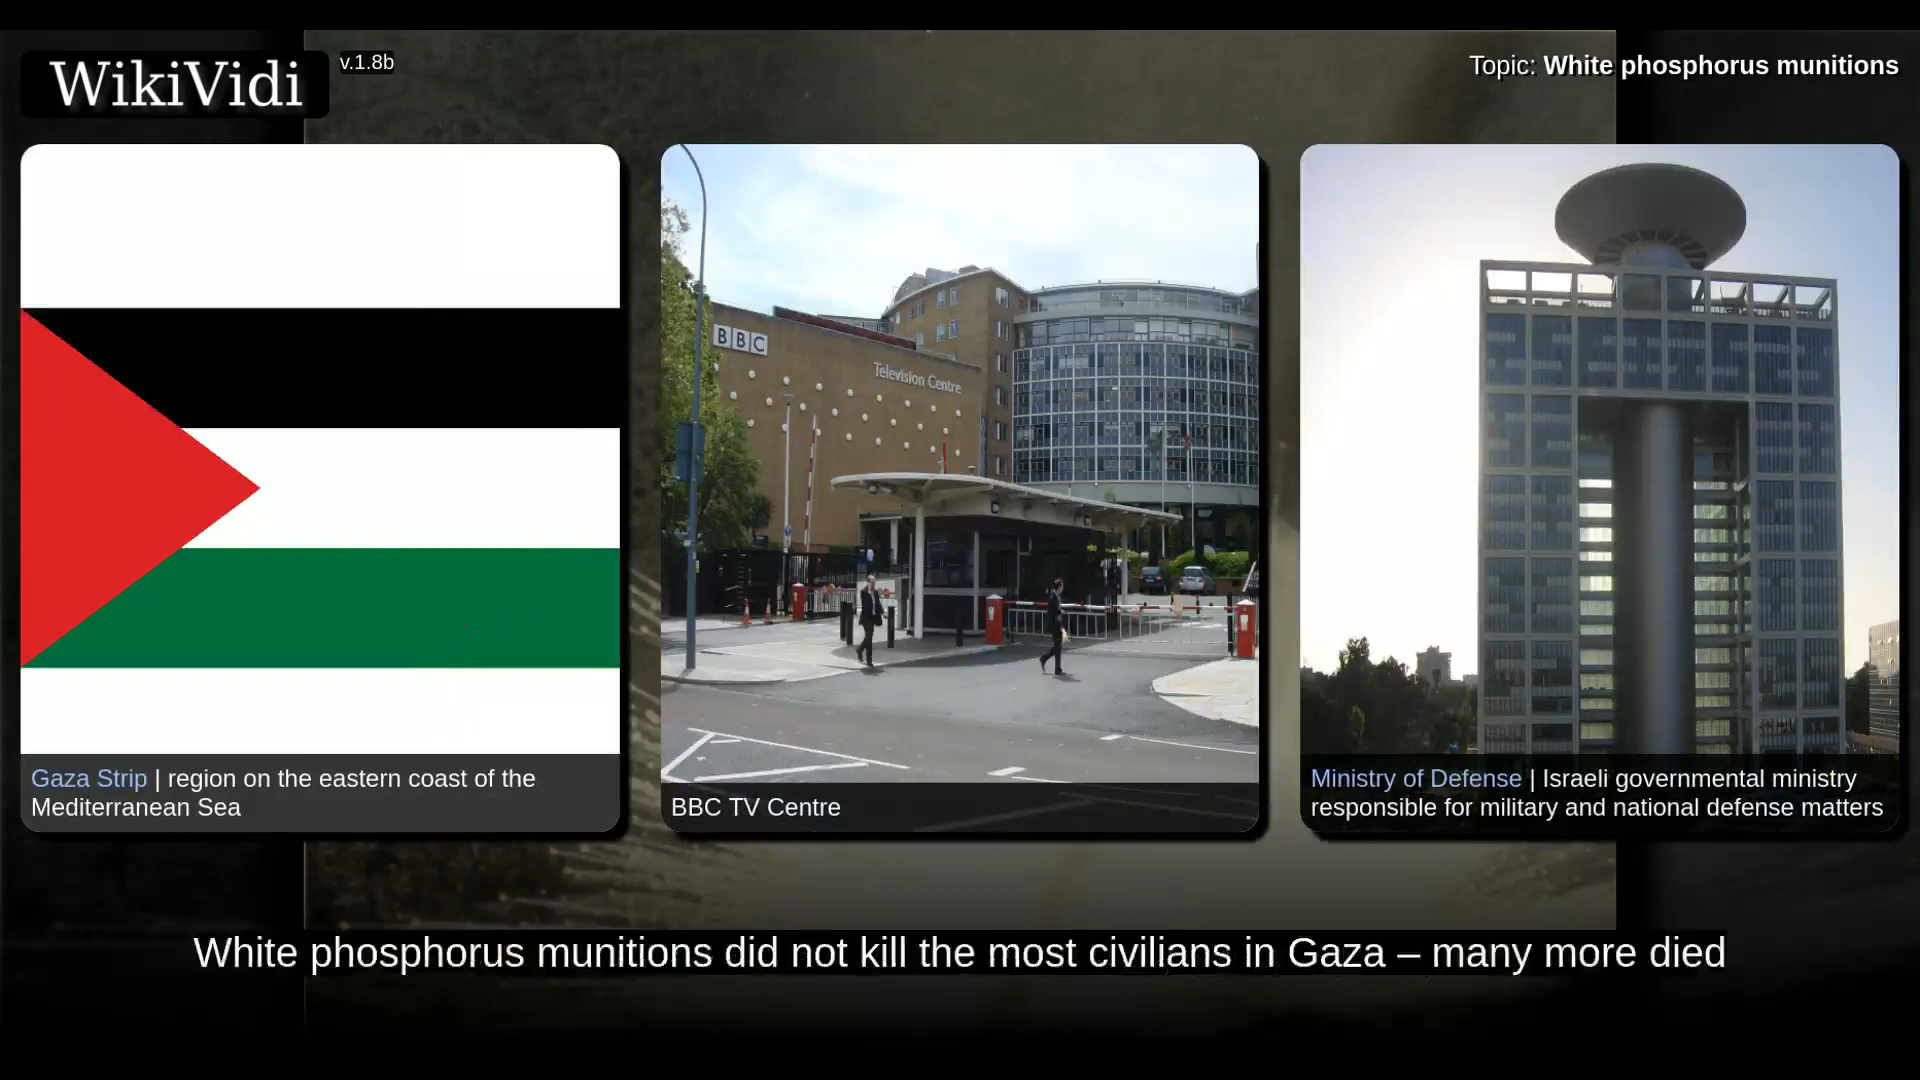 WikiVidi
v.1.8b
Topic: White phosphorus munitions
BBC
Television Centre
Gaza Strip | region on the eastern coast of the
Mediterranean Sea
BBC TV Centre
Ministry of Defense | Israeli governmental ministry
responsible for military and national defense matters
White phosphorus munitions did not kill the most civilians in Gaza – many more died